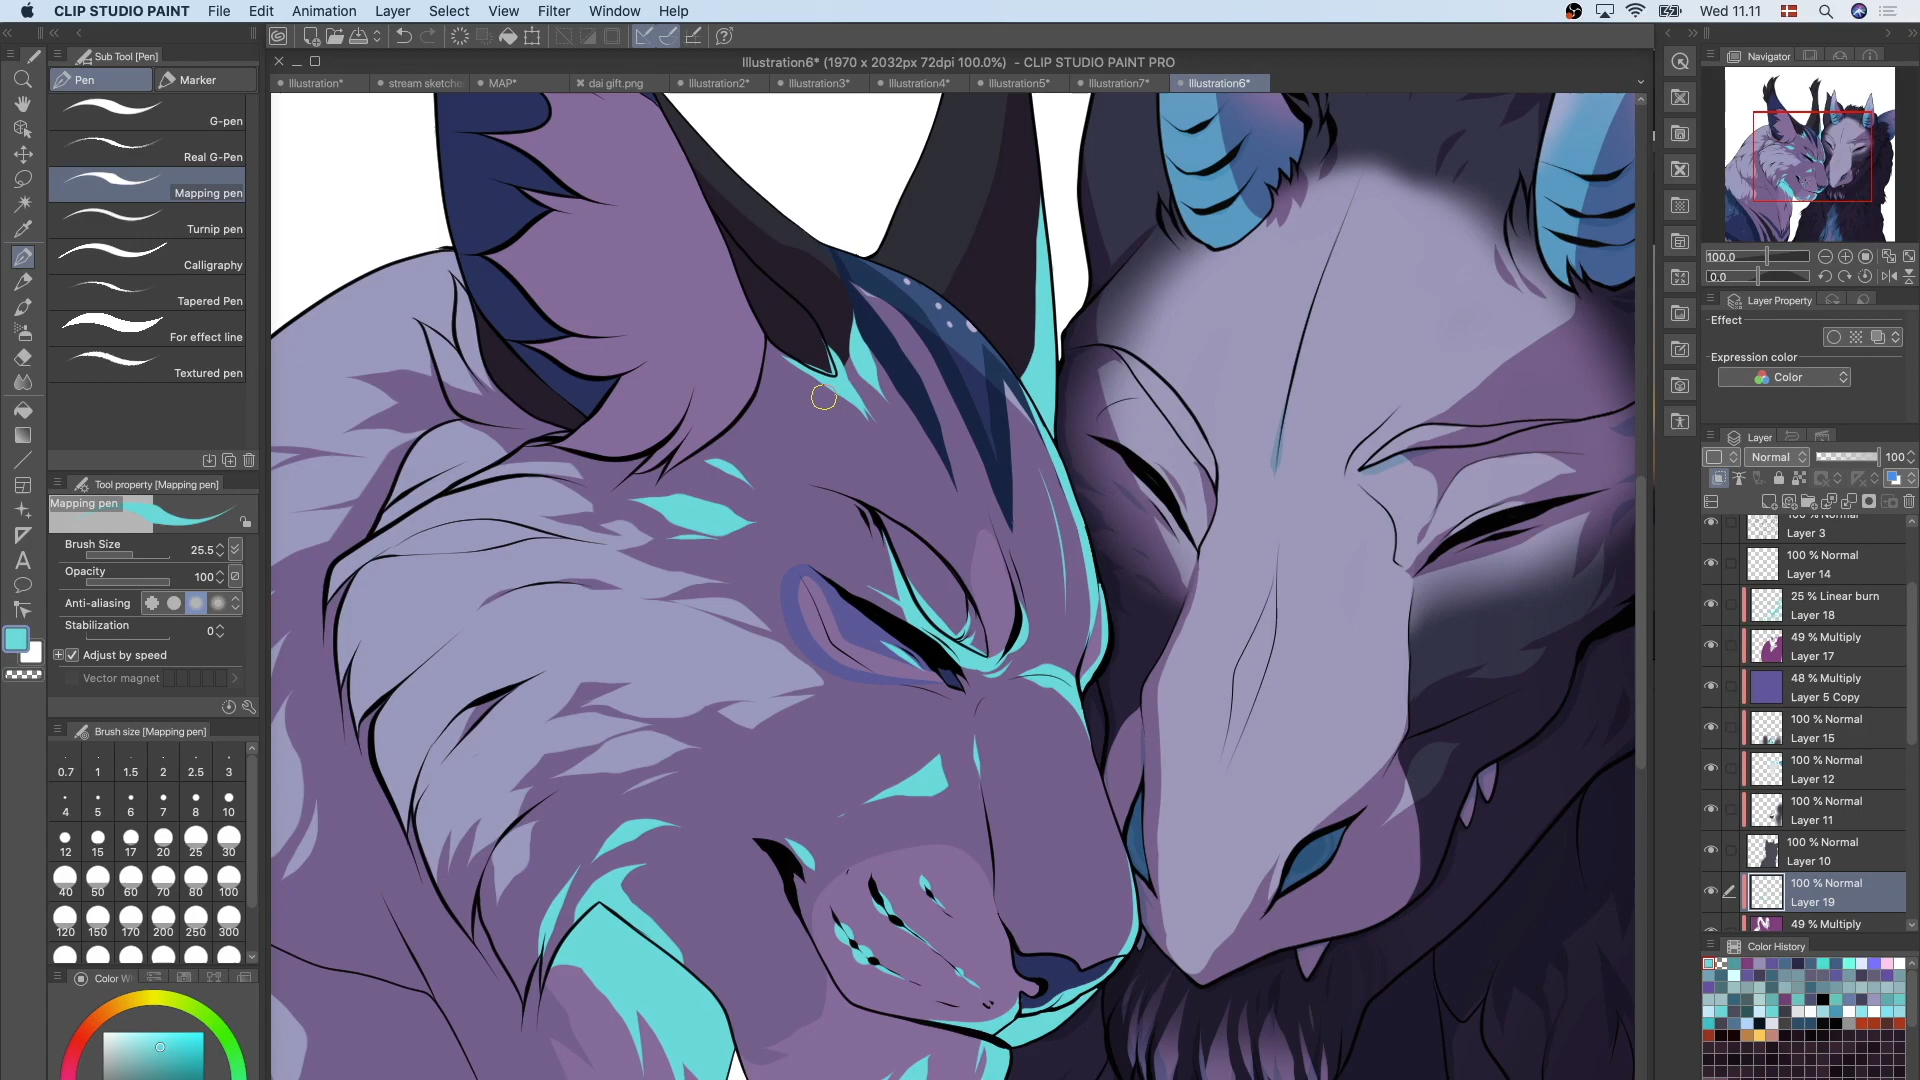 CLIP STUDIO PAINT File Edit Animation Layer Select View Filter Window Help Wed 11.11
Illustration6* (1970 x 2032px 72dpi 100.0%) - CLIP STUDIO PAINT PRO
Illustration* stream sketches MAP* dai gift.png Illustration2* Illustration3* Illustration4* Illustration5* Illustration7* Illustration6*
Sub Tool [Pen]
Pen Marker
G-pen
Real G-Pen
Mapping pen
Turnip pen
Calligraphy
Tapered Pen
For effect line
Textured pen
Tool property [Mapping pen]
Mapping pen
Brush Size 25.5
Opacity 100
Anti-aliasing
Stabilization 0
Adjust by speed
Vector magnet
Brush size [Mapping pen]
0.7 1 1.5 2 2.5 3
4 5 6 7 8 10
12 15 17 20 25 30
40 50 60 70 80 100
120 150 170 200 250 300
Color W
Navigator
100.0
0.0
Layer Property
Effect
Expression color
Color
Layer
Normal 100
Layer 3
100 % Normal
Layer 14
25 % Linear burn
Layer 18
49 % Multiply
Layer 17
48 % Multiply
Layer 5 Copy
100 % Normal
Layer 15
100 % Normal
Layer 12
100 % Normal
Layer 11
100 % Normal
Layer 10
100 % Normal
Layer 19
49 % Multiply
Color History